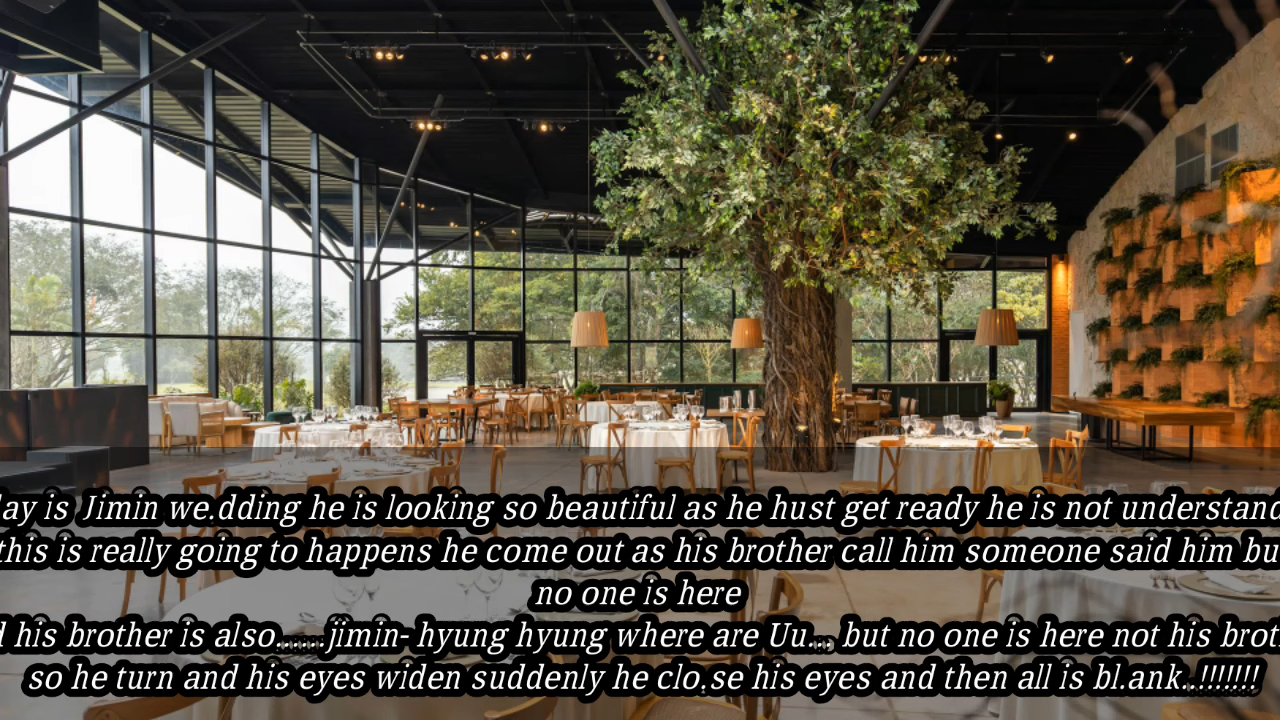 ay is Jimin we.dding he is looking so beautiful as he hust get ready he is not understand
this is really going to happens he come out as his brother call him someone said him bu
no one is here
his brother is also.......jimin- hyung hyung where are Uu... but no one is here not his brot
so he turn and his eyes widen suddenly he clo.se his eyes and then all is bl.ank..!!!!!!!!